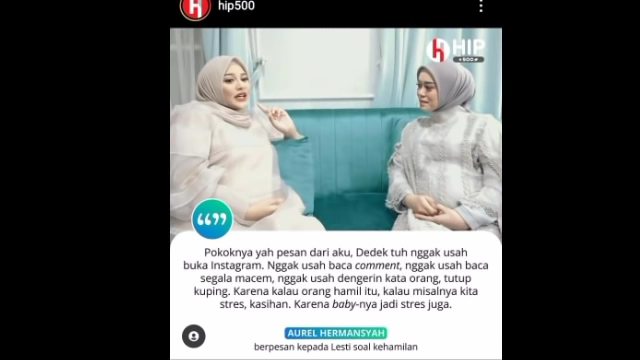 hip500
HIP
500
Pokoknya yah pesan dari aku, Dedek tuh nggak usah
buka Instagram. Nggak usah baca comment, nggak usah baca
segala macem, nggak usah dengerin kata orang, tutup
kuping. Karena kalau orang hamil itu, kalau misalnya kita
stres, kasihan. Karena baby-nya jadi stres juga.
AUREL HERMANSYAH
berpesan kepada Lesti soal kehamilan